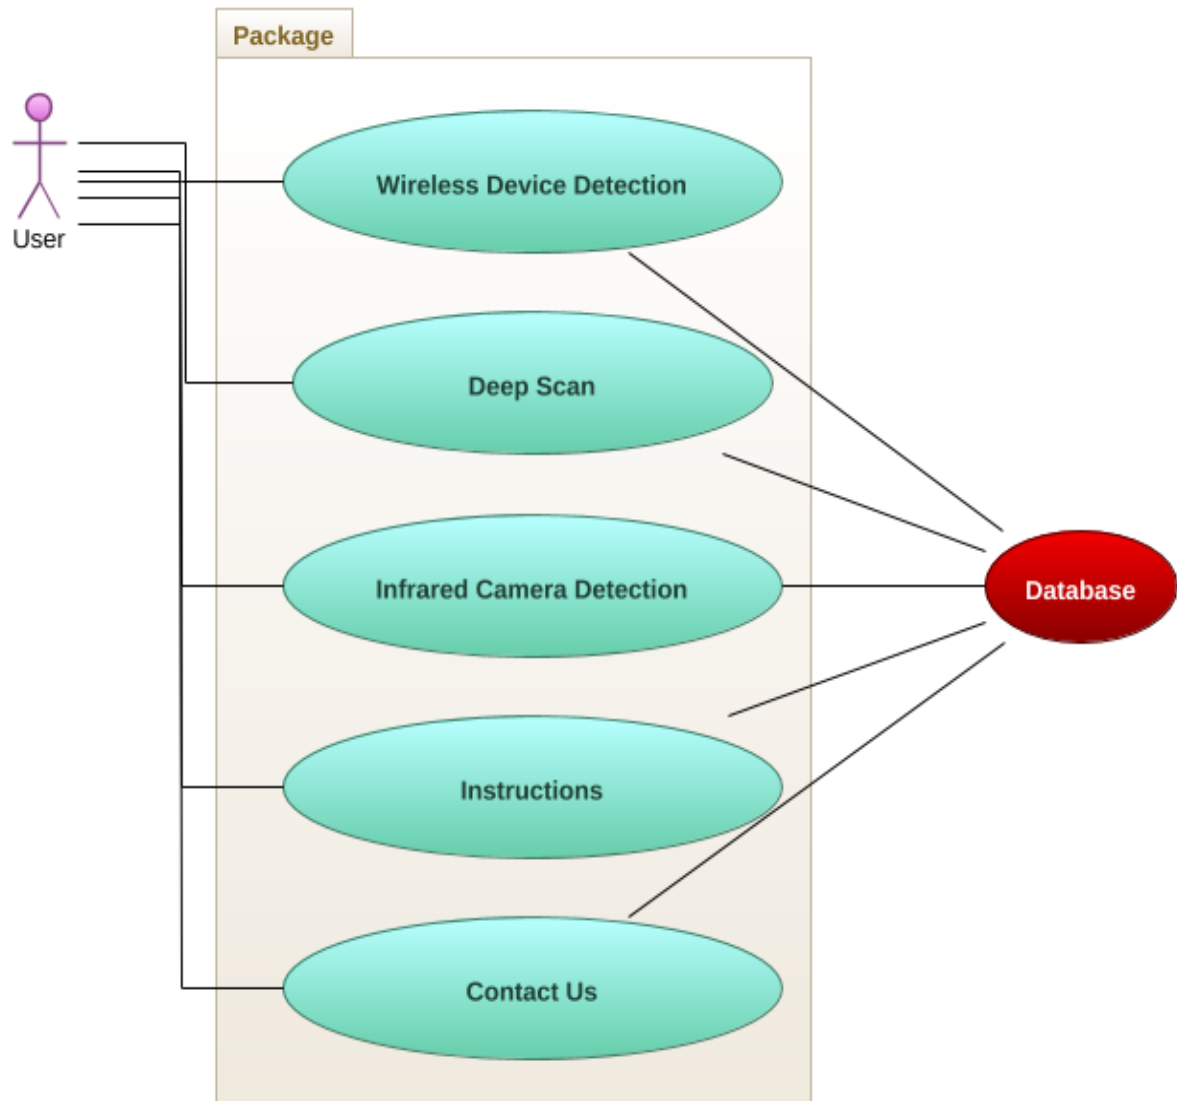 Package
User
Wireless Device Detection
Deep Scan
Infrared Camera Detection
Database
Instructions
Contact Us